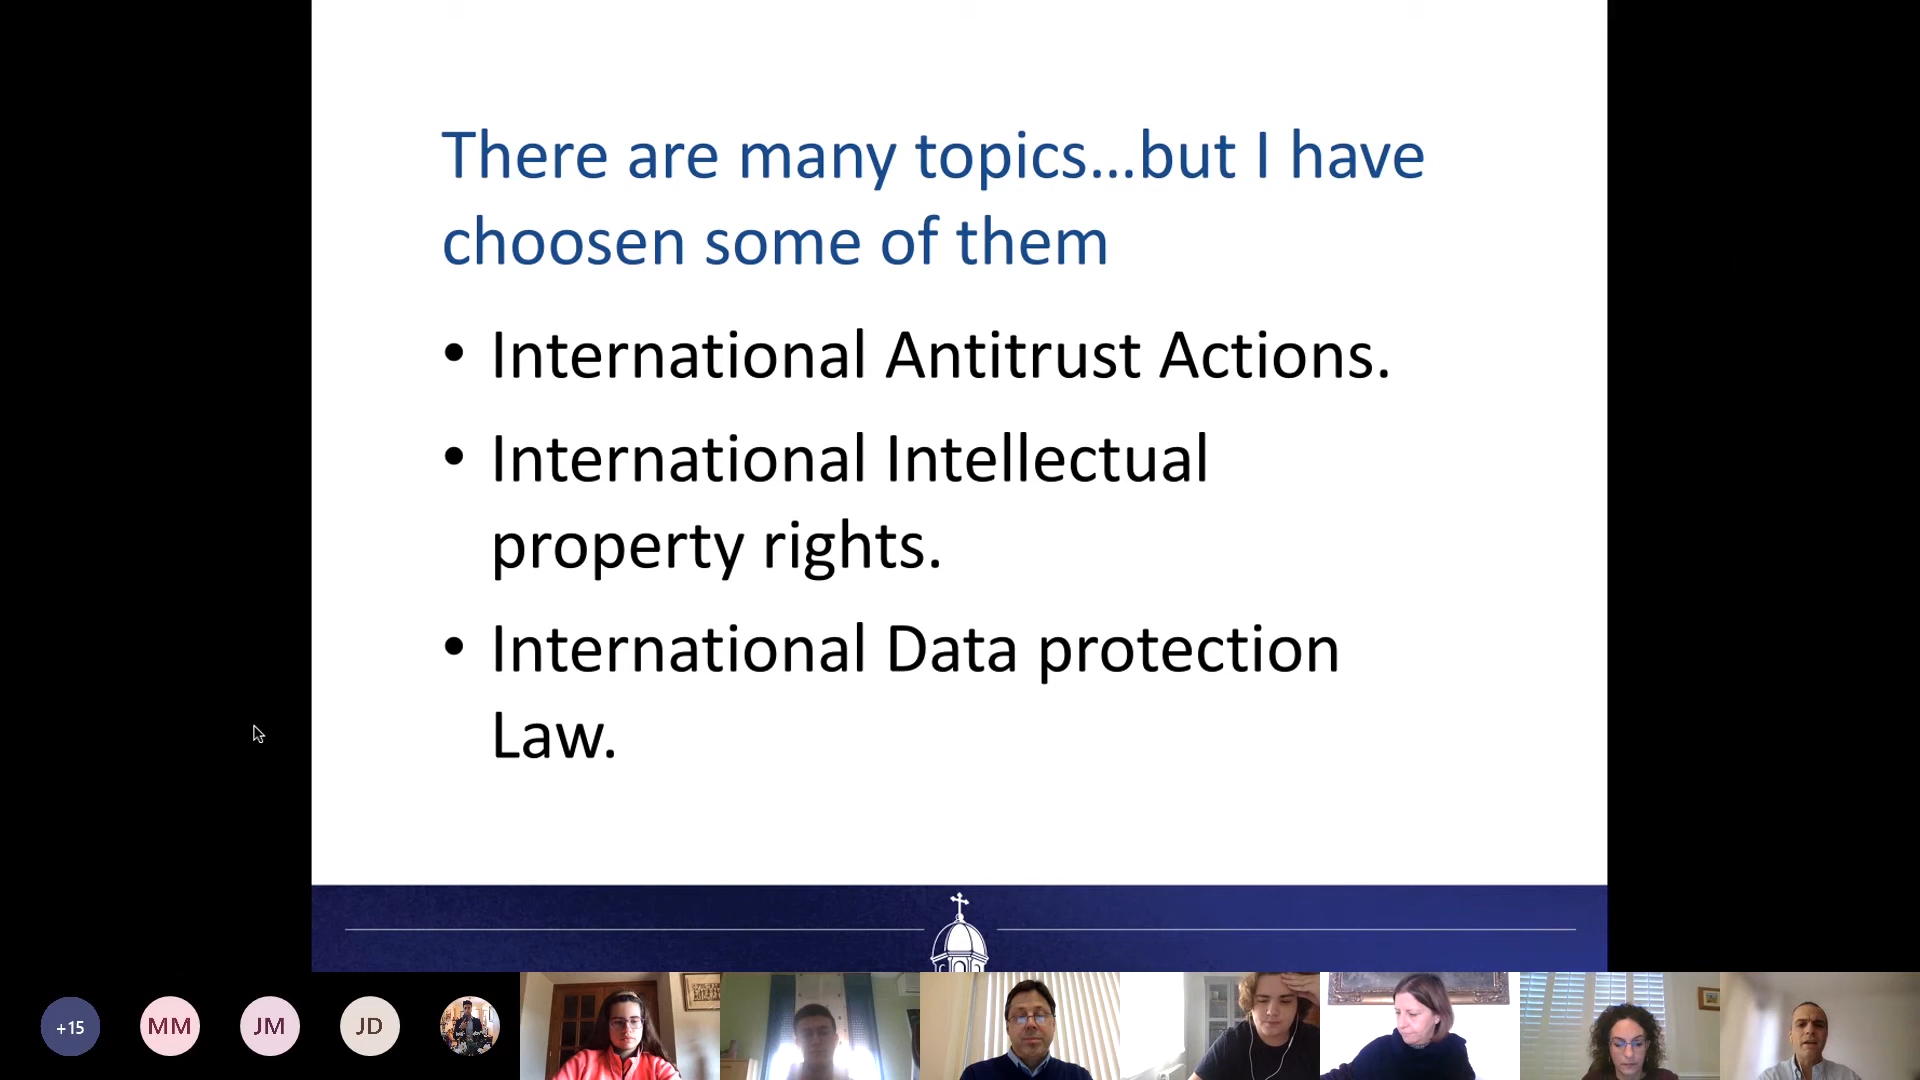 There are many topics...but I have
choosen some of them
• International Antitrust Actions.
• International Intellectual
property rights.
• International Data protection
Law.
+15
MM
JM
JD